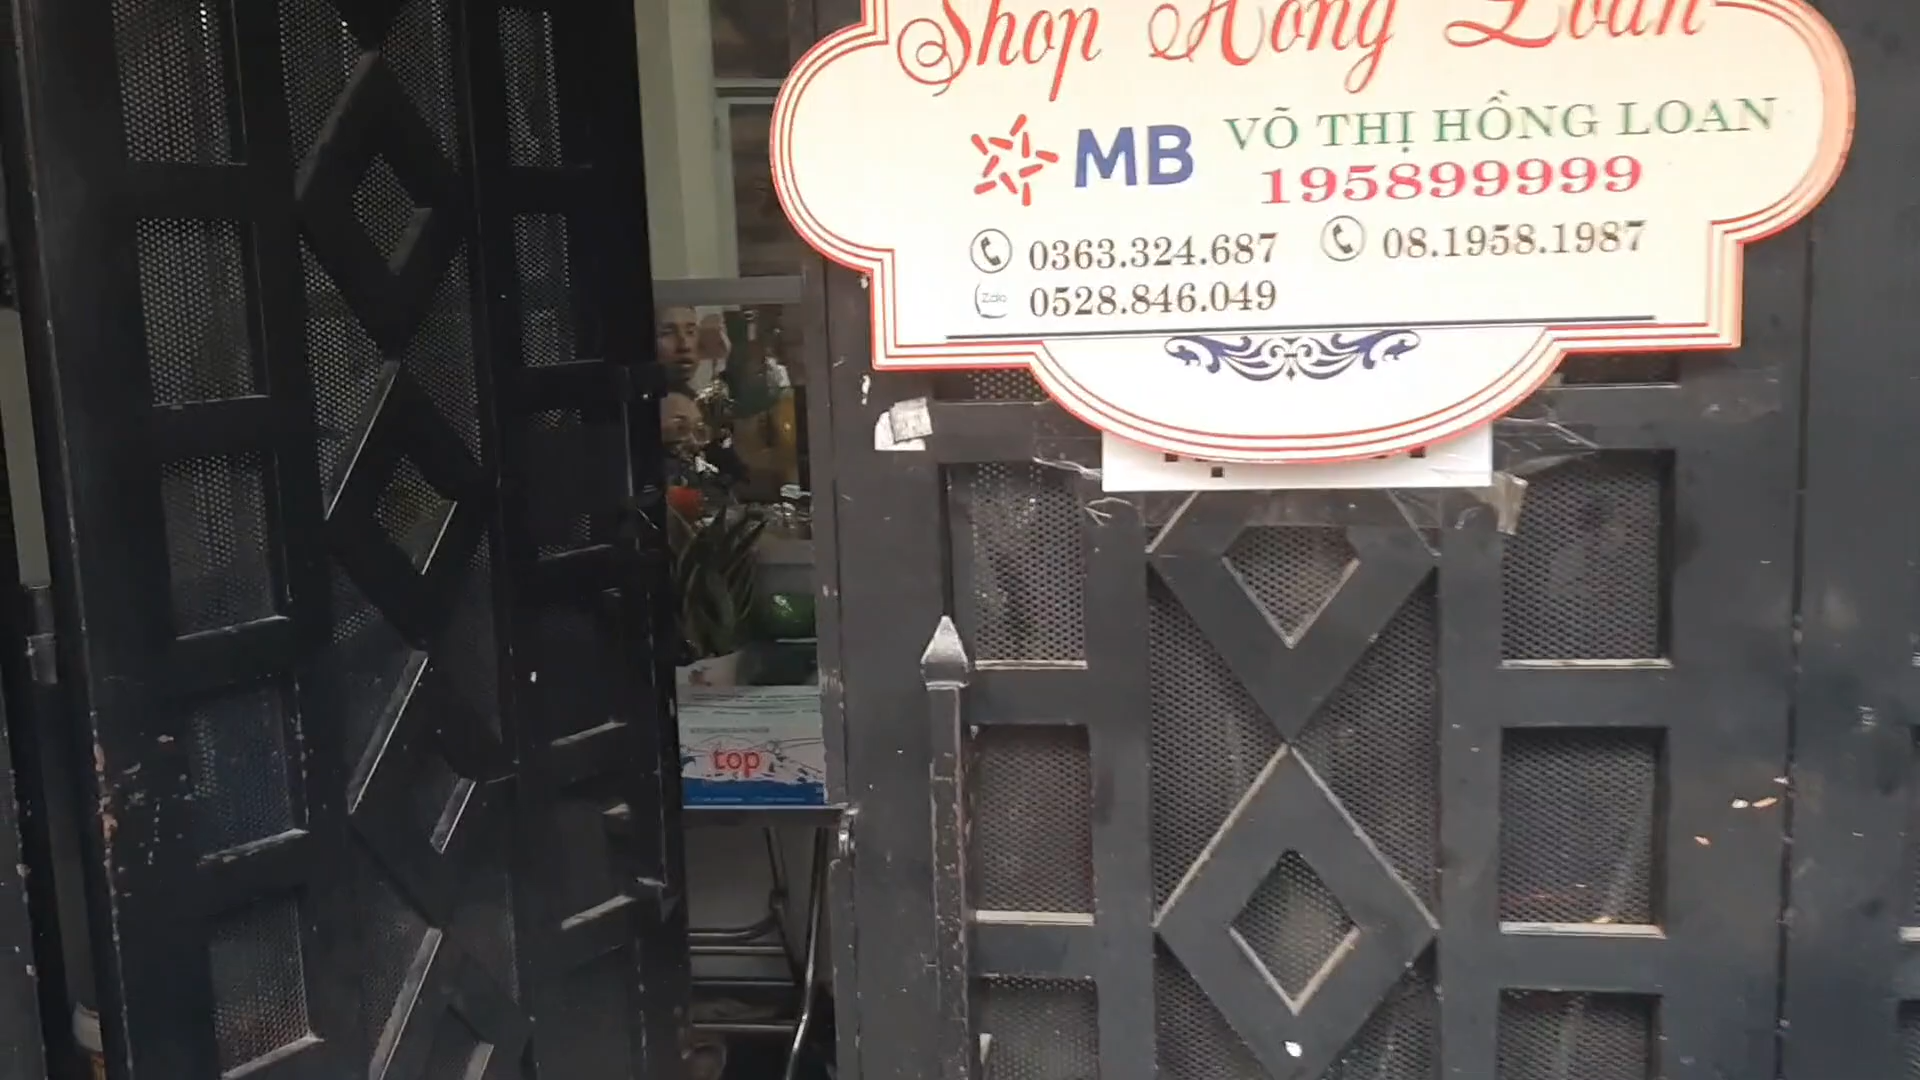 Shop Hồng Loan
MB VÕ THỊ HỒNG LOAN
195899999
0363.324.687 08.1958.1987
Zalo 0528.846.049
top